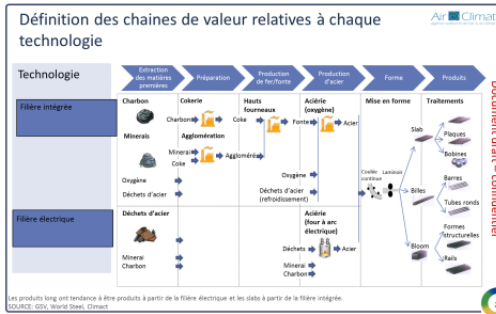 Définition des chaines de valeur relatives à chaque
technologie
Air Climat
Technologie
Extraction
des matières
premières
Préparation
Production
de fer/fonte
Production
d'acier
Forme
Produits
Filière intégrée
Charbon
Cokerie
Hauts
fourneaux
Aciérie
(oxygène)
Mise en forme
Traitements
Charbon
Coke
Fonte
Acier
Slab
Plaques
Bobines
Minerais
Agglomération
Minerai
Coke
Aggloméré
Coulée
continue
Laminoir
Oxygène
Oxygène
Déchets d'acier
Déchets d'acier
(refroidissement)
Billes
Barres
Tubes ronds
Filière électrique
Déchets d'acier
Aciérie
(four à arc
électrique)
Déchets
Acier
Bloom
Formes
structurelles
Rails
Minerai
Charbon
Minerai
Charbon
Document draft – confidentiel
Les produits long ont tendance à être produits à partir de la filière électrique et les slabs à partir de la filière intégrée.
SOURCE: GSV, World Steel, Climact